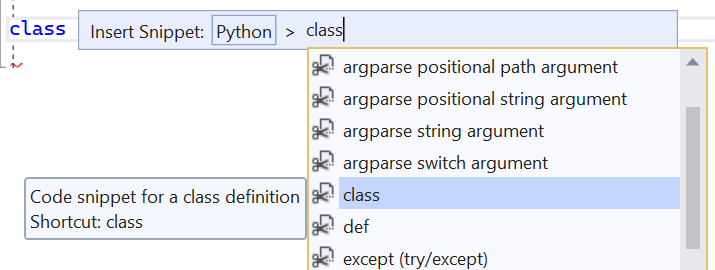 class Insert Snippet: Python > class
argparse positional path argument
argparse positional string argument
argparse string argument
argparse switch argument
class
def
except (try/except)
Code snippet for a class definition
Shortcut: class